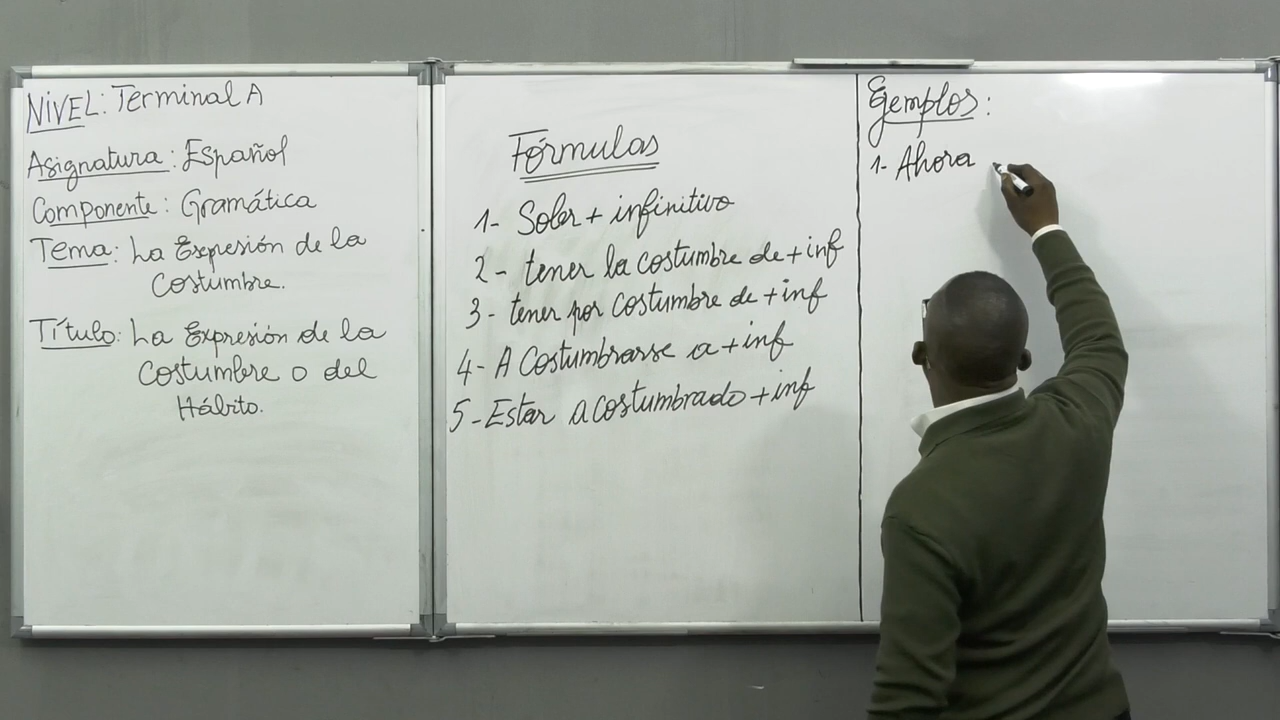 NIVEL: Terminal A
Asignatura: Español
Componente: Gramática
Tema: La Expresión de la
Costumbre.
Título: La Expresión de la
Costumbre o del
Hábito.
Fórmulas
1- Soler + infinitivo
2- tener la costumbre de + inf
3- tener por costumbre de + inf
4- A Costumbrarse a + inf
5- Estar acostumbrado + inf
Ejemplos:
1- Ahora